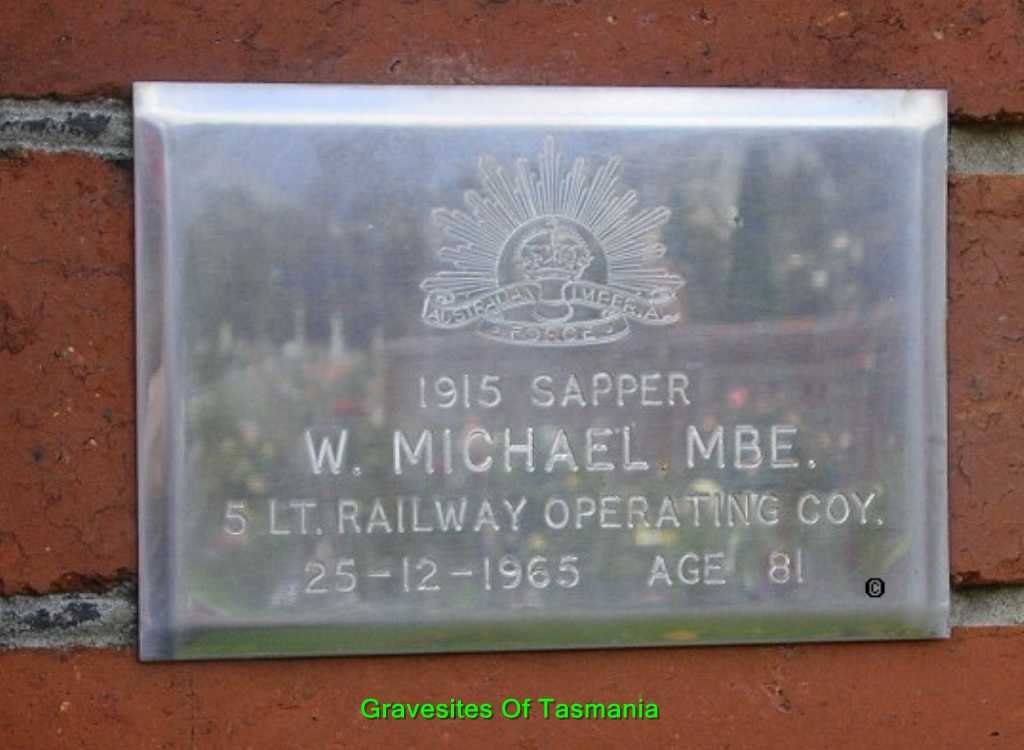 AUSTRALIAN IMPERIAL
FORCE
1915 SAPPER
W. MICHAEL. MBE.
5 LT. RAILWAY OPERATING COY.
25-12-1965 AGE 81
©
Gravesites Of Tasmania